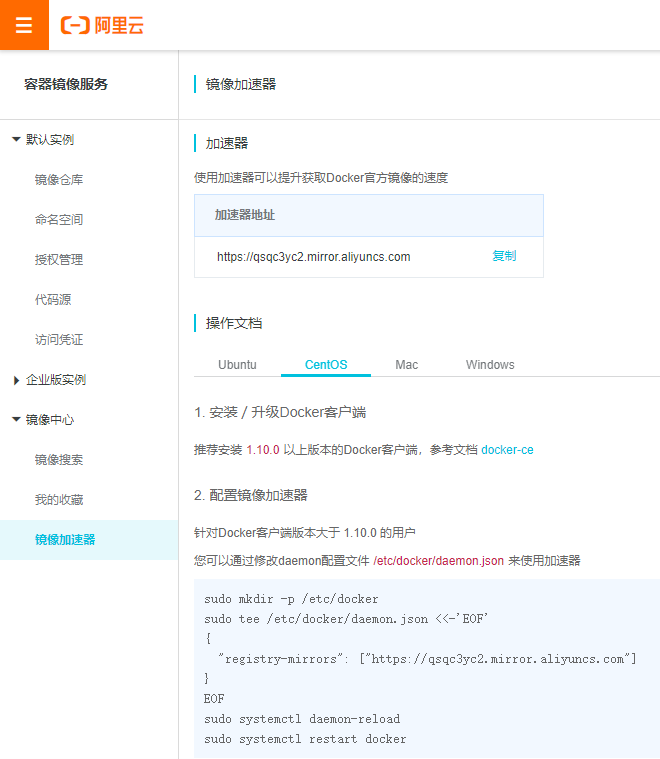 阿里云
容器镜像服务
镜像加速器
默认实例
镜像仓库
命名空间
授权管理
代码源
访问凭证
企业版实例
镜像中心
镜像搜索
我的收藏
镜像加速器
加速器
使用加速器可以提升获取Docker官方镜像的速度
加速器地址
https://qsqc3yc2.mirror.aliyuncs.com 复制
操作文档
Ubuntu CentOS Mac Windows
1. 安装 / 升级Docker客户端
推荐安装 1.10.0 以上版本的Docker客户端，参考文档 docker-ce
2. 配置镜像加速器
针对Docker客户端版本大于 1.10.0 的用户
您可以通过修改daemon配置文件 /etc/docker/daemon.json 来使用加速器
sudo mkdir -p /etc/docker
sudo tee /etc/docker/daemon.json <<-'EOF'
{
  "registry-mirrors": ["https://qsqc3yc2.mirror.aliyuncs.com"]
}
EOF
sudo systemctl daemon-reload
sudo systemctl restart docker